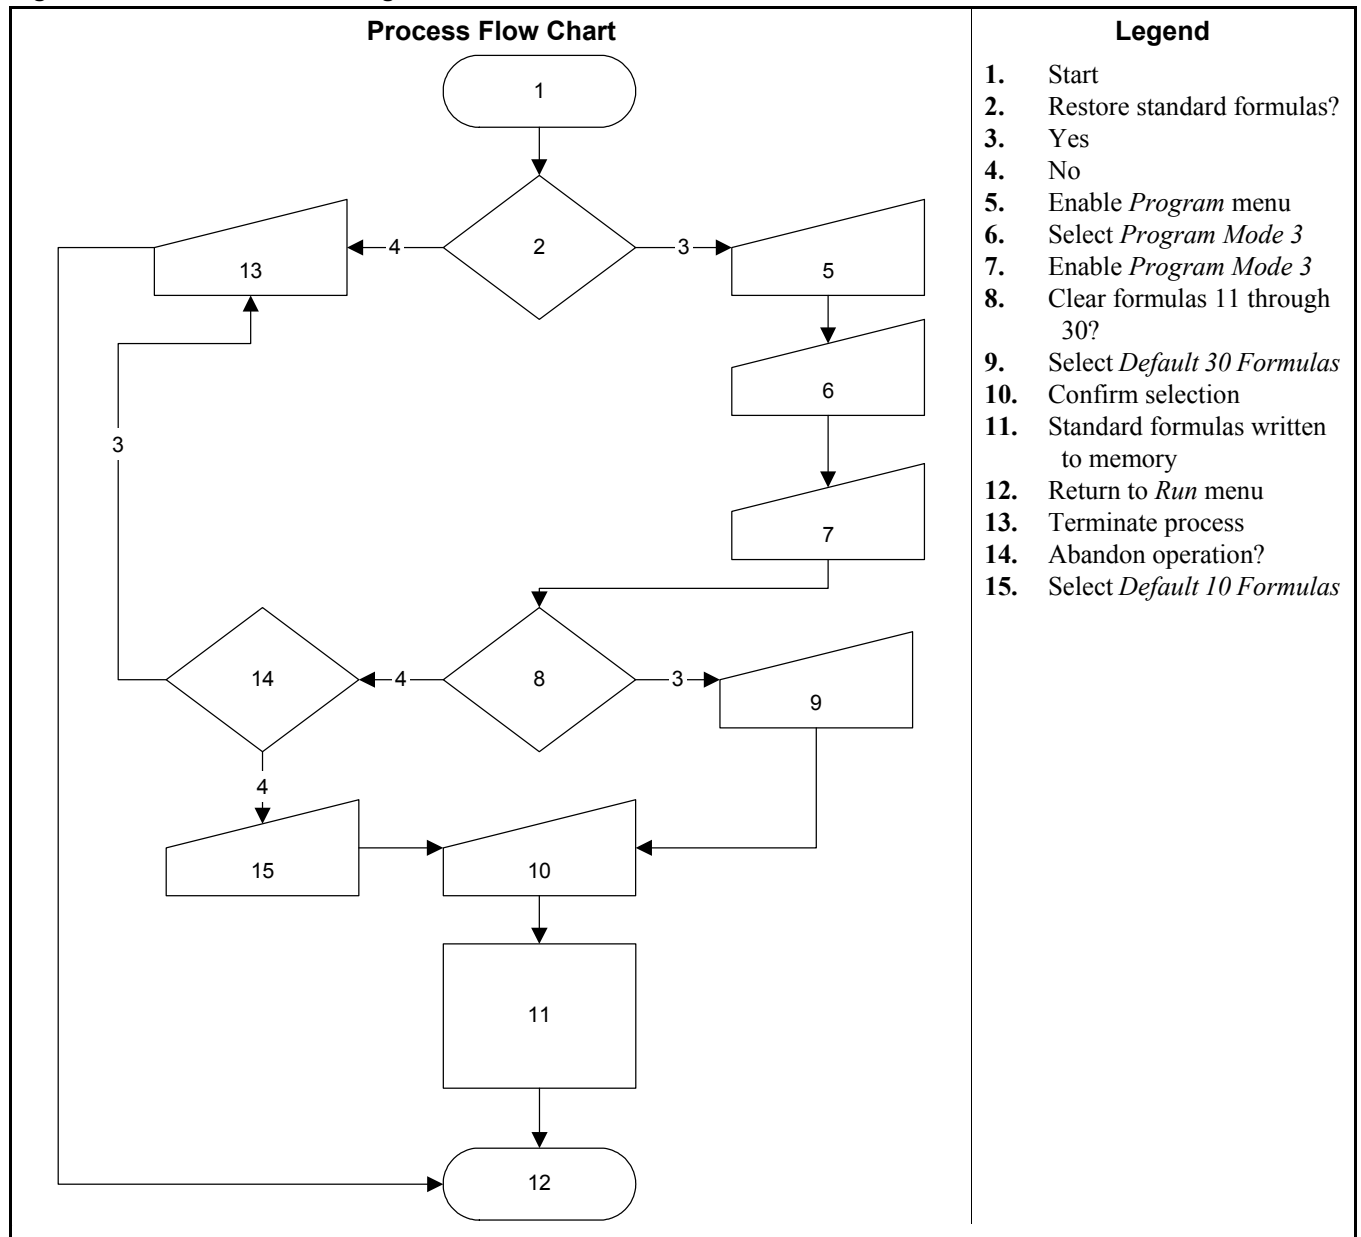 Process Flow Chart
1
2
4
3
13
5
6
3
7
14
4
8
3
9
4
15
10
11
12
Legend
1. Start
2. Restore standard formulas?
3. Yes
4. No
5. Enable Program menu
6. Select Program Mode 3
7. Enable Program Mode 3
8. Clear formulas 11 through
30?
9. Select Default 30 Formulas
10. Confirm selection
11. Standard formulas written
to memory
12. Return to Run menu
13. Terminate process
14. Abandon operation?
15. Select Default 10 Formulas